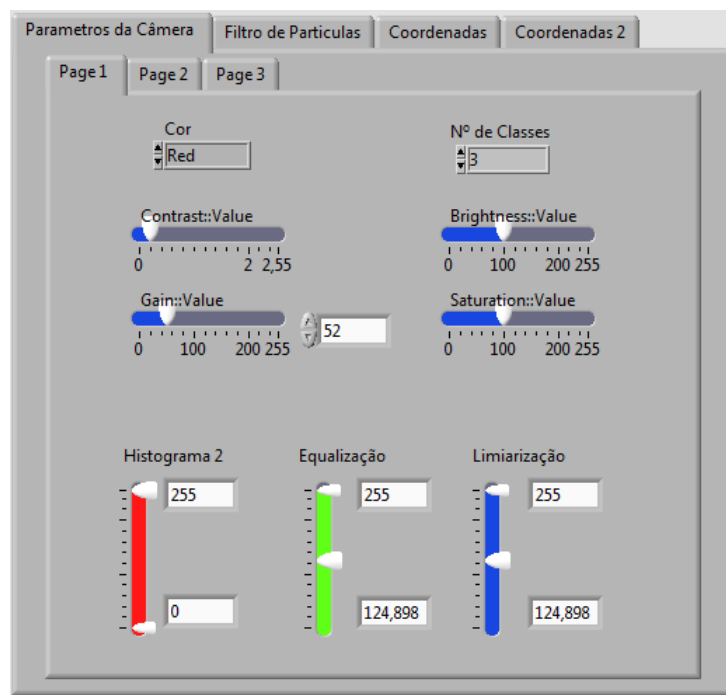 Parametros da Câmera Filtro de Particulas Coordenadas Coordenadas 2
Page 1 Page 2 Page 3
Cor Nº de Classes
Red 3
Contrast::Value Brightness::Value
0 2 2,55 0 100 200 255
Gain::Value Saturation::Value
52
0 100 200 255 0 100 200 255
Histograma 2 Equalização Limiarização
255 255 255
0 124,898 124,898